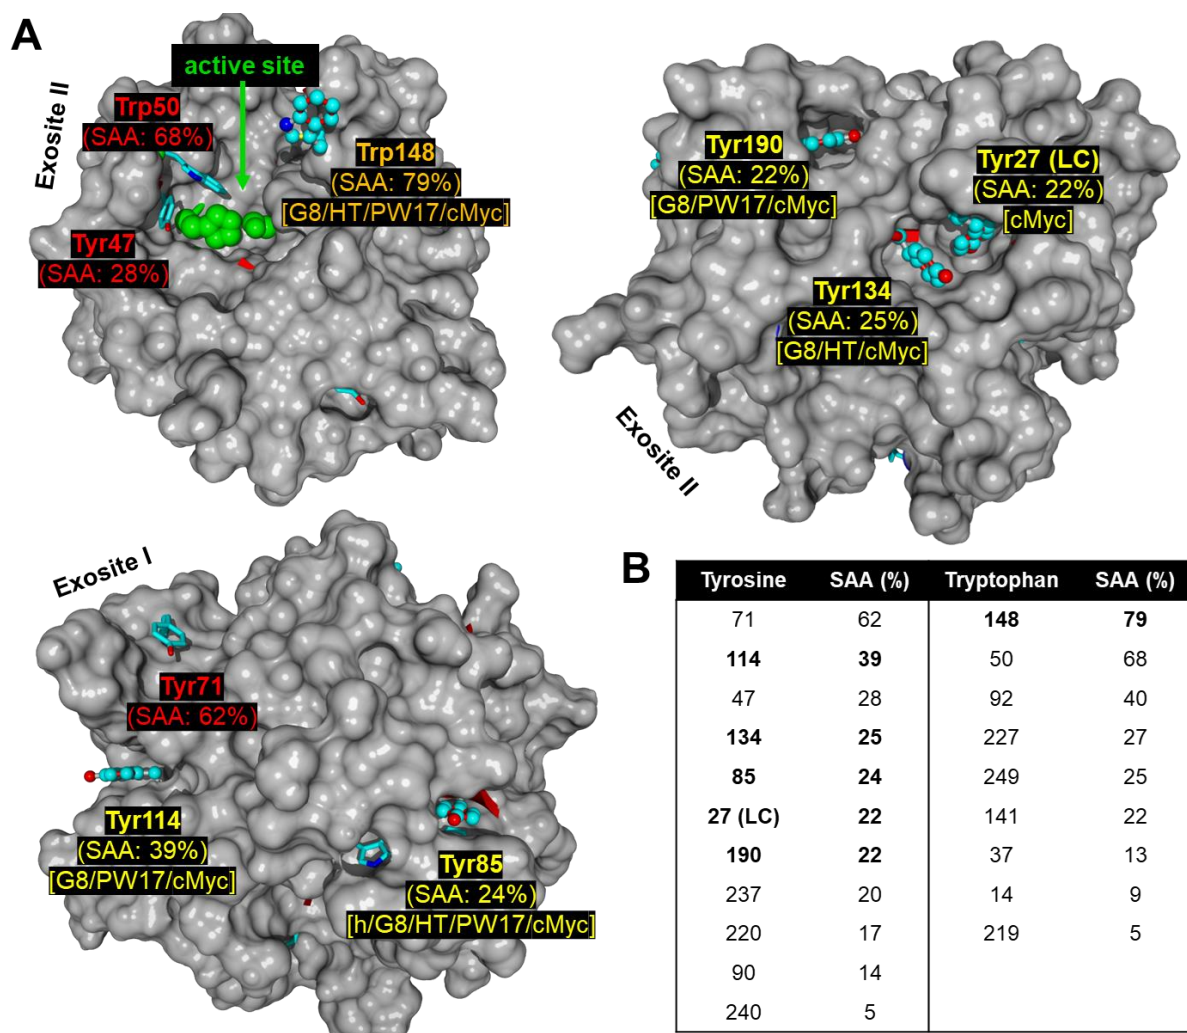 A
active site
Exosite II
Trp50
(SAA: 68%)
Trp148
(SAA: 79%)
[G8/HT/PW17/cMyc]
Tyr47
(SAA: 28%)
Tyr190
(SAA: 22%)
[G8/PW17/cMyc]
Tyr27 (LC)
(SAA: 22%)
[cMyc]
Tyr134
(SAA: 25%)
[G8/HT/cMyc]
Exosite II
Exosite I
Tyr71
(SAA: 62%)
Tyr114
(SAA: 39%)
[G8/PW17/cMyc]
Tyr85
(SAA: 24%)
[h/G8/HT/PW17/cMyc]
B
Tyrosine SAA (%) Tryptophan SAA (%)
71 62 148 79
114 39 50 68
47 28 92 40
134 25 227 27
85 24 249 25
27 (LC) 22 141 22
190 22 37 13
237 20 14 9
220 17 219 5
90 14
240 5